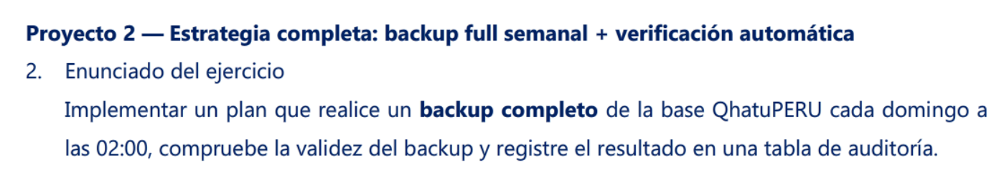 Proyecto 2 — Estrategia completa: backup full semanal + verificación automática
2. Enunciado del ejercicio
Implementar un plan que realice un backup completo de la base QhatuPERU cada domingo a
las 02:00, compruebe la validez del backup y registre el resultado en una tabla de auditoría.